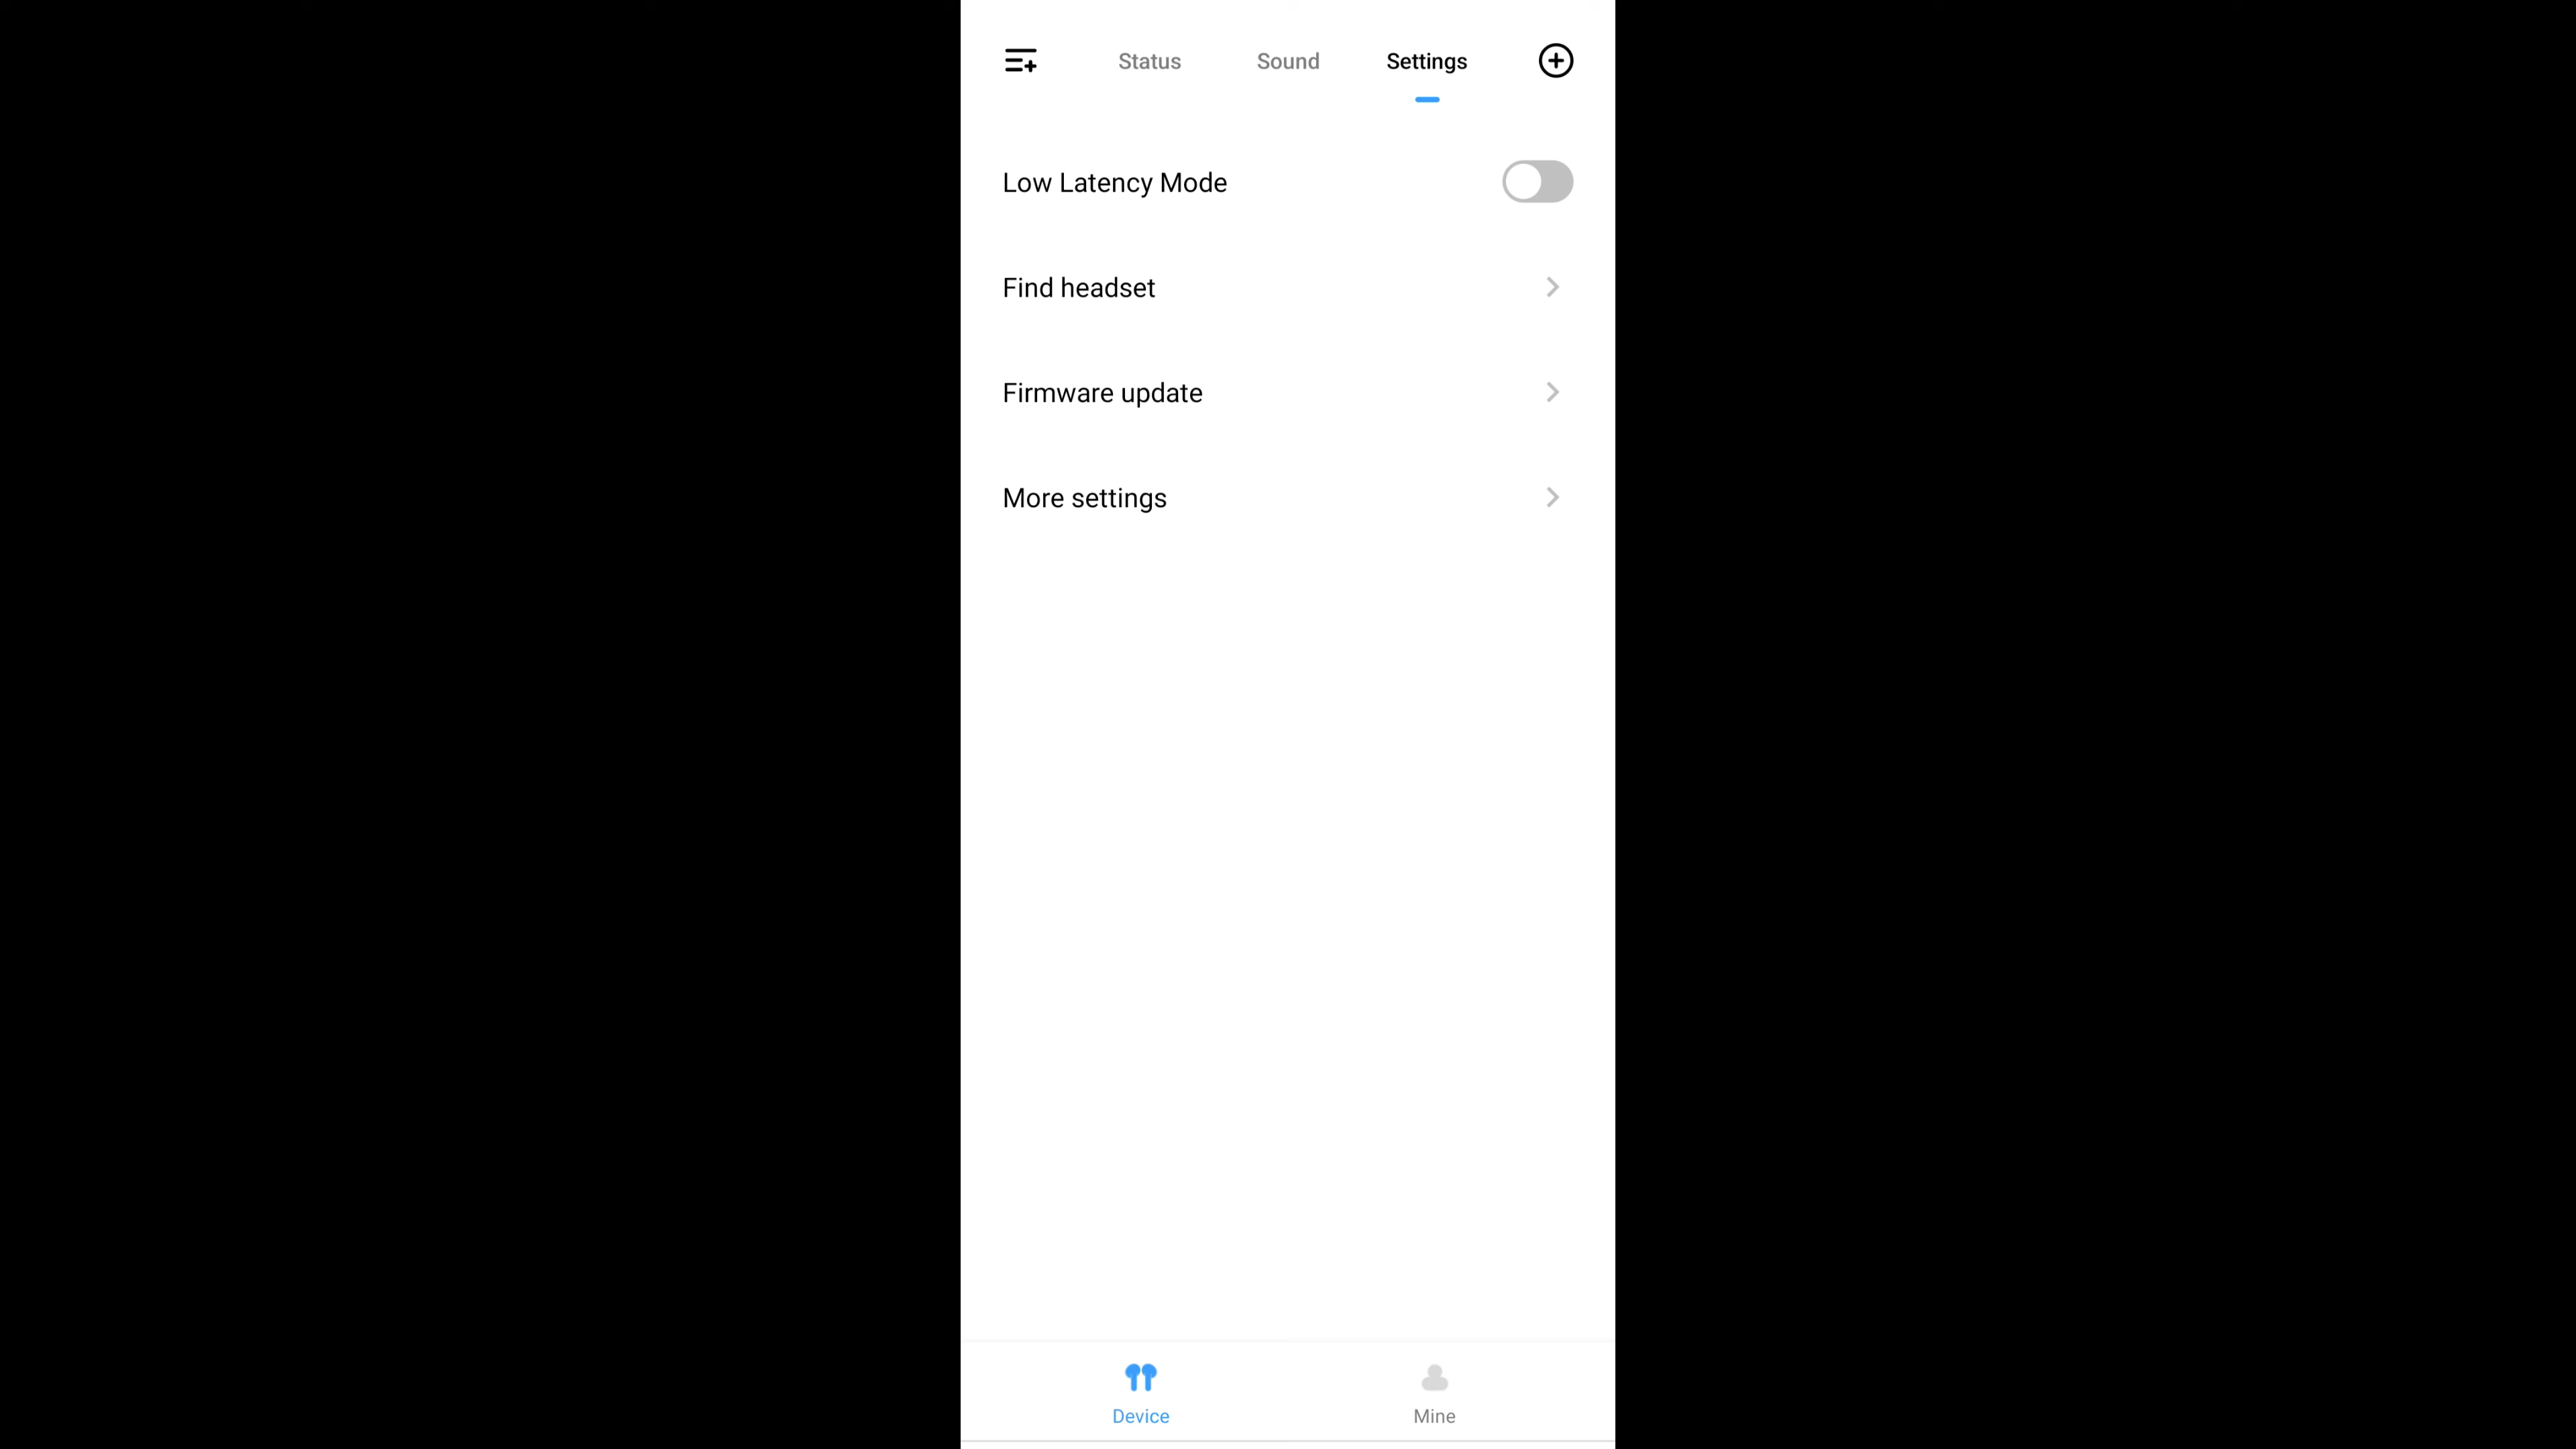 Status Sound Settings
Low Latency Mode
Find headset
Firmware update
More settings
Device Mine